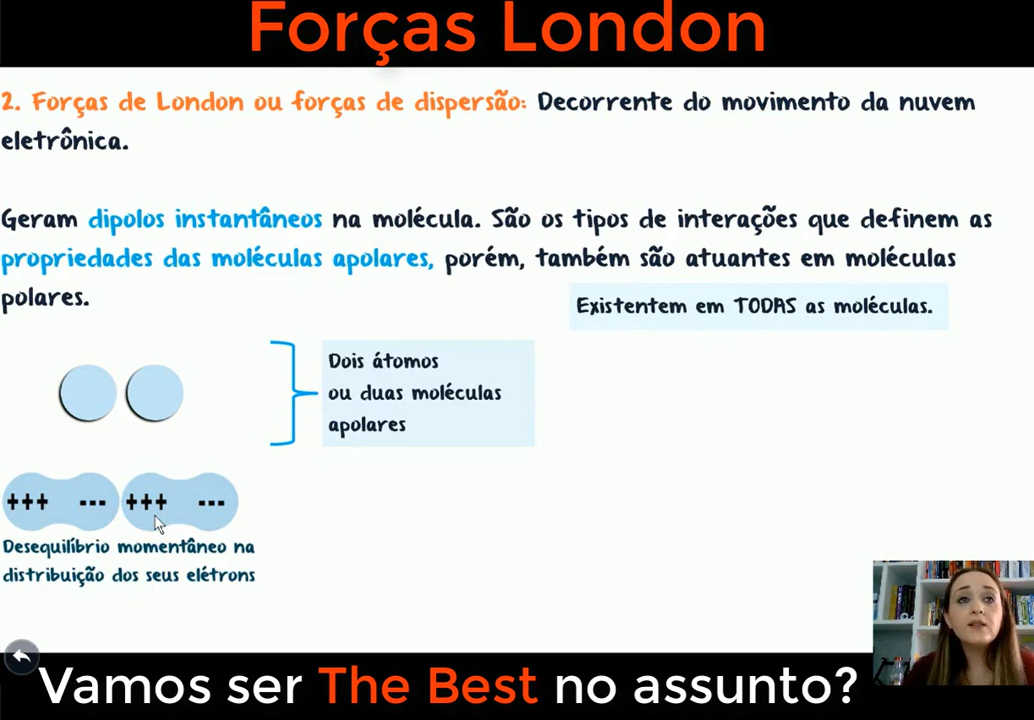 Forças London
2. Forças de London ou forças de dispersão: Decorrente do movimento da nuvem
eletrônica.
Geram dipolos instantâneos na molécula. São os tipos de interações que definem as
propriedades das moléculas apolares, porém, também são atuantes em moléculas
polares.
Existentem em TODAS as moléculas.
Dois átomos
ou duas moléculas
apolares
+++ --- +++ ---
Desequilíbrio momentâneo na
distribuição dos seus elétrons
Vamos ser The Best no assunto?